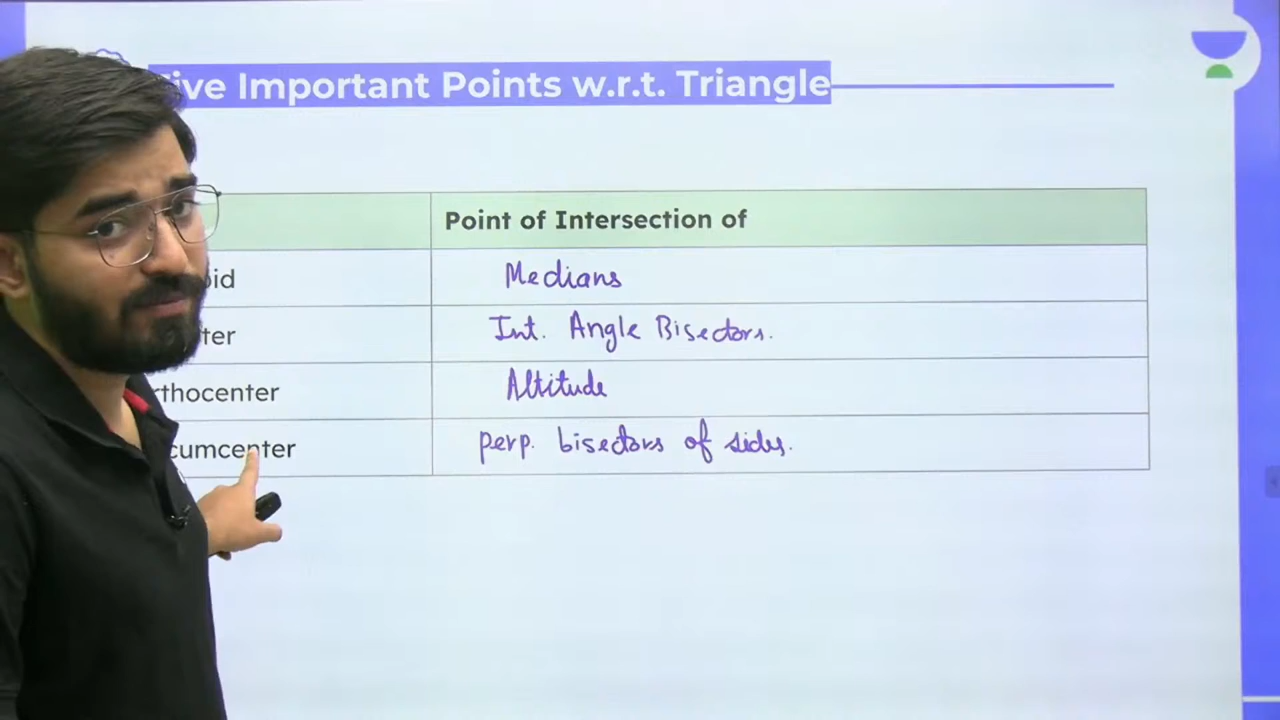 ive Important Points w.r.t. Triangle
Point of Intersection of
oid Medians
ter Int. Angle Bisectors.
rthocenter Altitude
cumcenter perp. bisectors of sides.